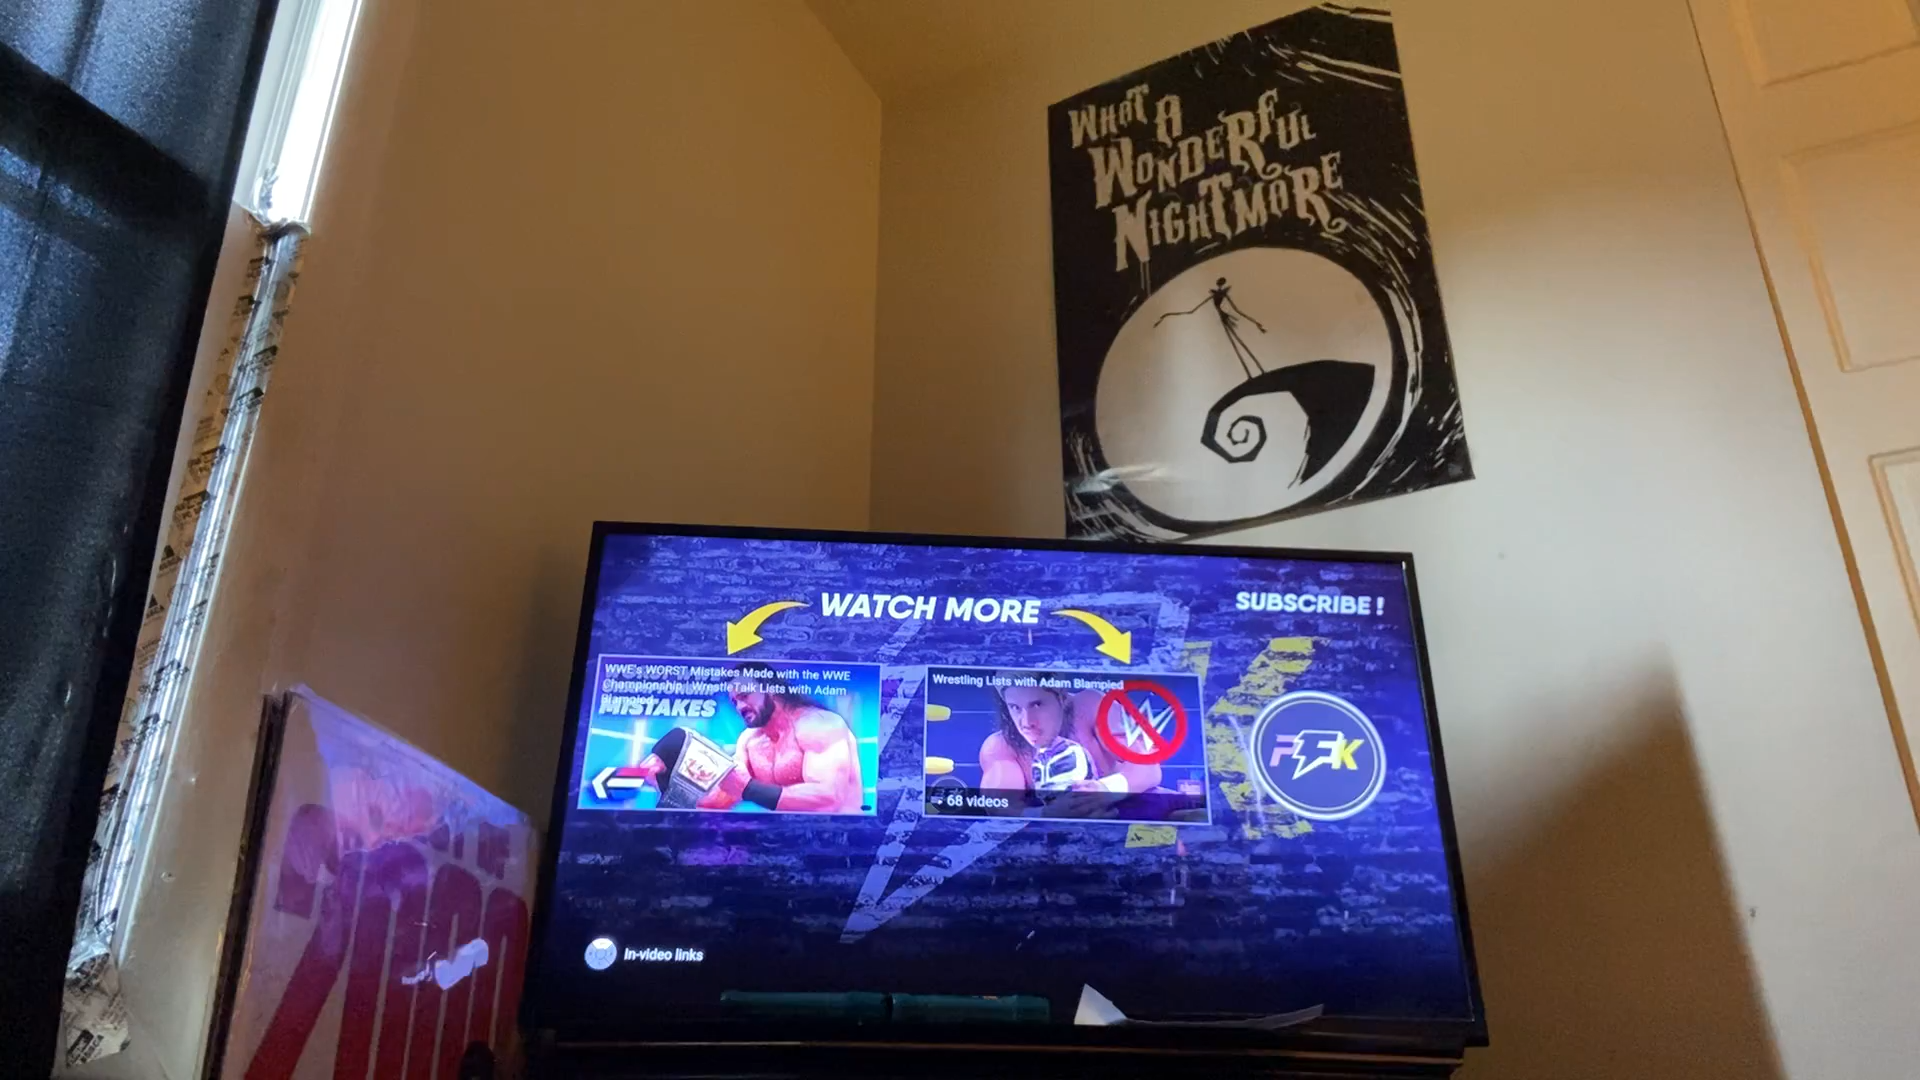 WHAT A
WONDERFUL
NIGHTMARE
WATCH MORE
SUBSCRIBE!
WWE's WORST Mistakes Made with the WWE
Championship | WrestleTalk Lists with Adam
Blampied
MISTAKES
Wrestling Lists with Adam Blampied
68 videos
In-video links